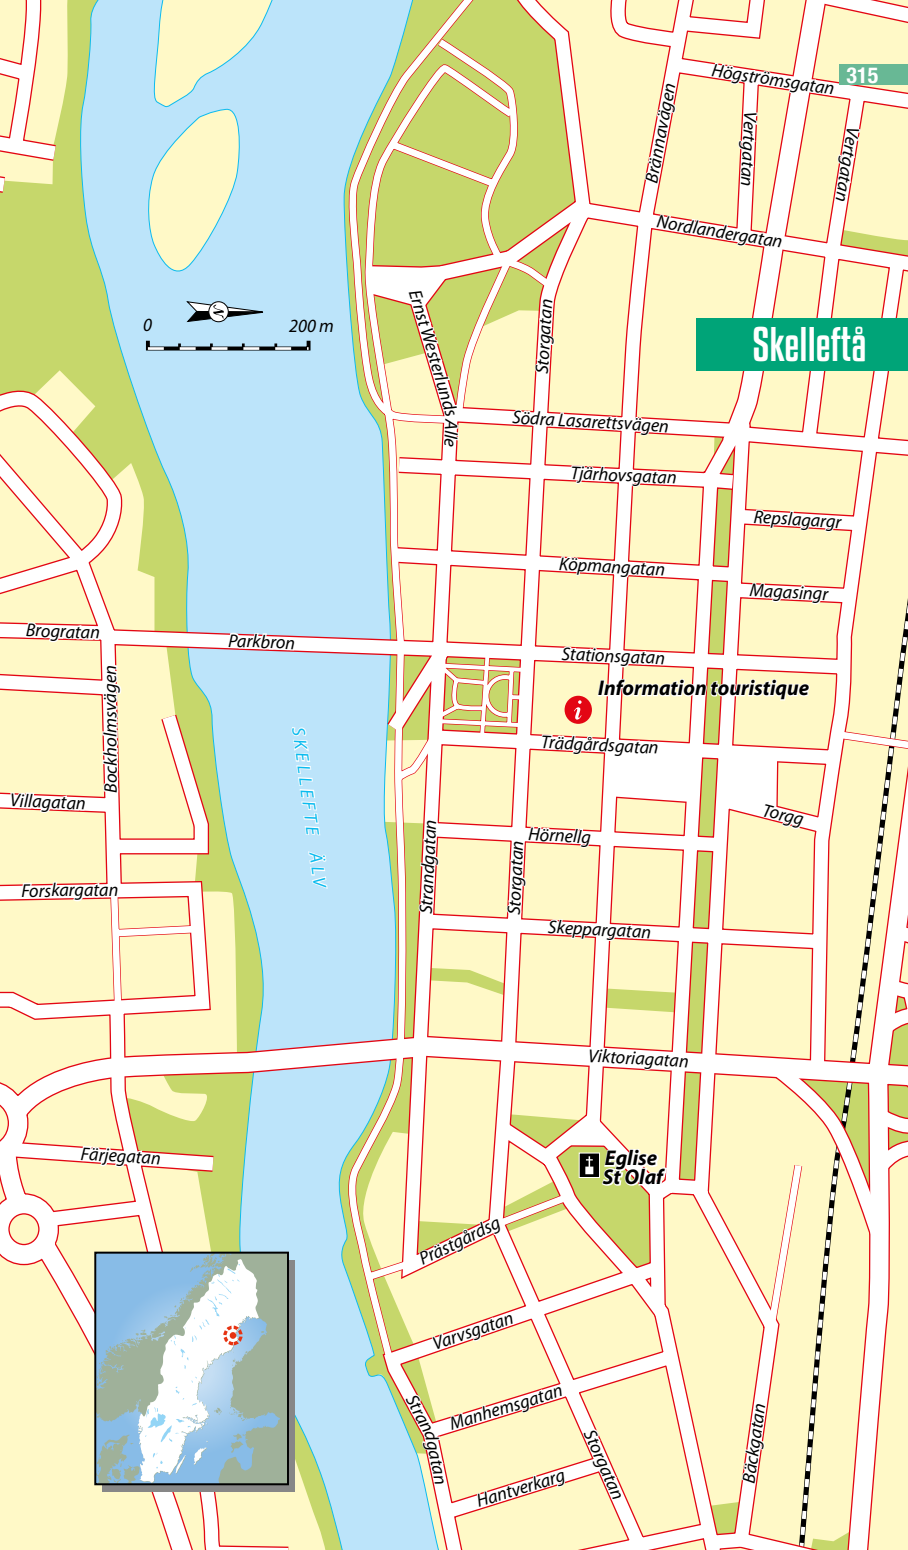 315
Högströmsgatan
Brännavägen
Vertgatan
Vertgatan
Nordlandergatan
0
N
200 m
Skelleftå
Ernst Westerlunds Alle
Storgatan
Södra Lasarettsvägen
Tjärhovsgatan
Repslagargr
Köpmangatan
Magasingr
Brogratan
Parkbron
Stationsgatan
Bockholmsvägen
Information touristique
i
SKELLEFTE ÄLV
Trädgårdsgatan
Villagatan
Torgg
Strandgatan
Storgatan
Hörnellg
Forskargatan
Skeppargatan
Viktoriagatan
Färjegatan
Eglise
St Olaf
Prästgårdsg
Varvsgatan
Manhemsgatan
Strandgatan
Storgatan
Bäckgatan
Hantverkarg